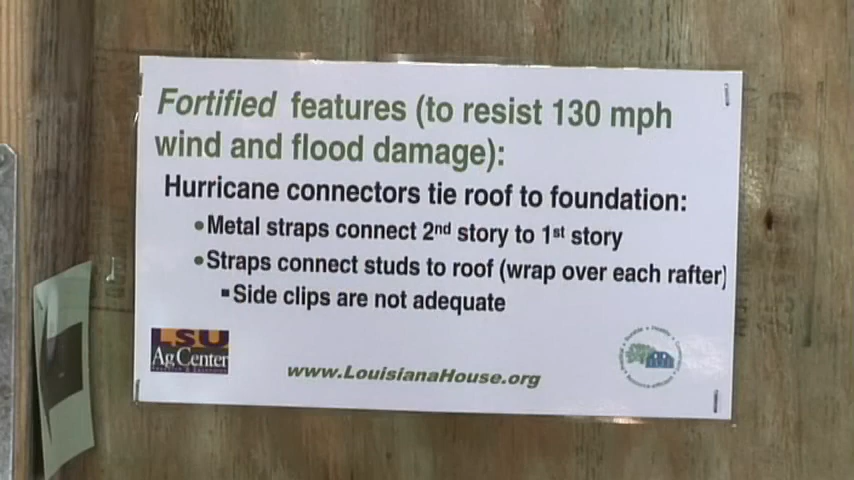 Fortified features (to resist 130 mph
wind and flood damage):
Hurricane connectors tie roof to foundation:
•Metal straps connect 2nd story to 1st story
•Straps connect studs to roof (wrap over each rafter)
▪Side clips are not adequate
LSU
AgCenter
www.LouisianaHouse.org